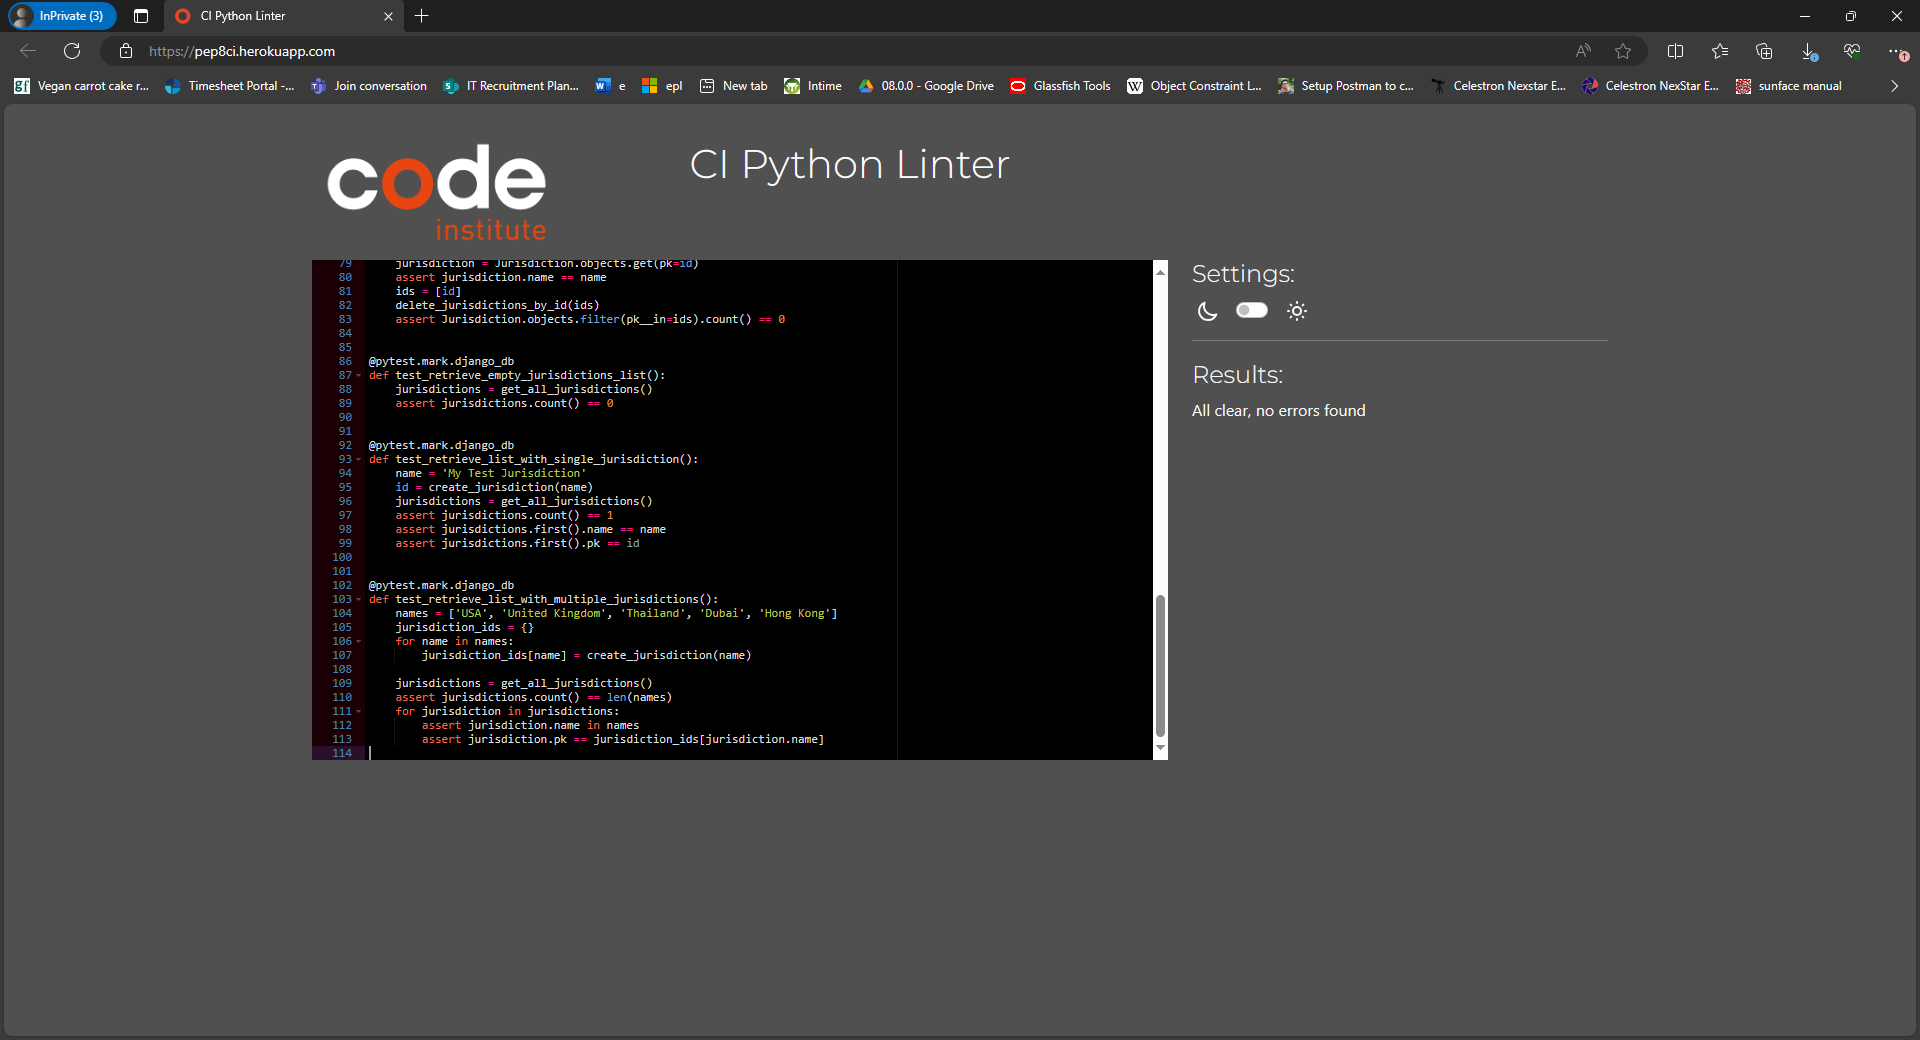 InPrivate (3)
CI Python Linter
https://pep8ci.herokuapp.com
Vegan carrot cake r...
Timesheet Portal -...
Join conversation
IT Recruitment Plan...
e
epl
New tab
Intime
08.0.0 - Google Drive
Glassfish Tools
Object Constraint L...
Setup Postman to c...
Celestron Nexstar E...
Celestron NexStar E...
sunface manual
code
institute
CI Python Linter
79 jurisdiction = Jurisdiction.objects.get(pk=id)
80 assert jurisdiction.name == name
81 ids = [id]
82 delete_jurisdictions_by_id(ids)
83 assert Jurisdiction.objects.filter(pk__in=ids).count() == 0
84
85
86 @pytest.mark.django_db
87 def test_retrieve_empty_jurisdictions_list():
88 jurisdictions = get_all_jurisdictions()
89 assert jurisdictions.count() == 0
90
91
92 @pytest.mark.django_db
93 def test_retrieve_list_with_single_jurisdiction():
94 name = 'My Test Jurisdiction'
95 id = create_jurisdiction(name)
96 jurisdictions = get_all_jurisdictions()
97 assert jurisdictions.count() == 1
98 assert jurisdictions.first().name == name
99 assert jurisdictions.first().pk == id
100
101
102 @pytest.mark.django_db
103 def test_retrieve_list_with_multiple_jurisdictions():
104 names = ['USA', 'United Kingdom', 'Thailand', 'Dubai', 'Hong Kong']
105 jurisdiction_ids = {}
106 for name in names:
107 jurisdiction_ids[name] = create_jurisdiction(name)
108
109 jurisdictions = get_all_jurisdictions()
110 assert jurisdictions.count() == len(names)
111 for jurisdiction in jurisdictions:
112 assert jurisdiction.name in names
113 assert jurisdiction.pk == jurisdiction_ids[jurisdiction.name]
114
Settings:
Results:
All clear, no errors found